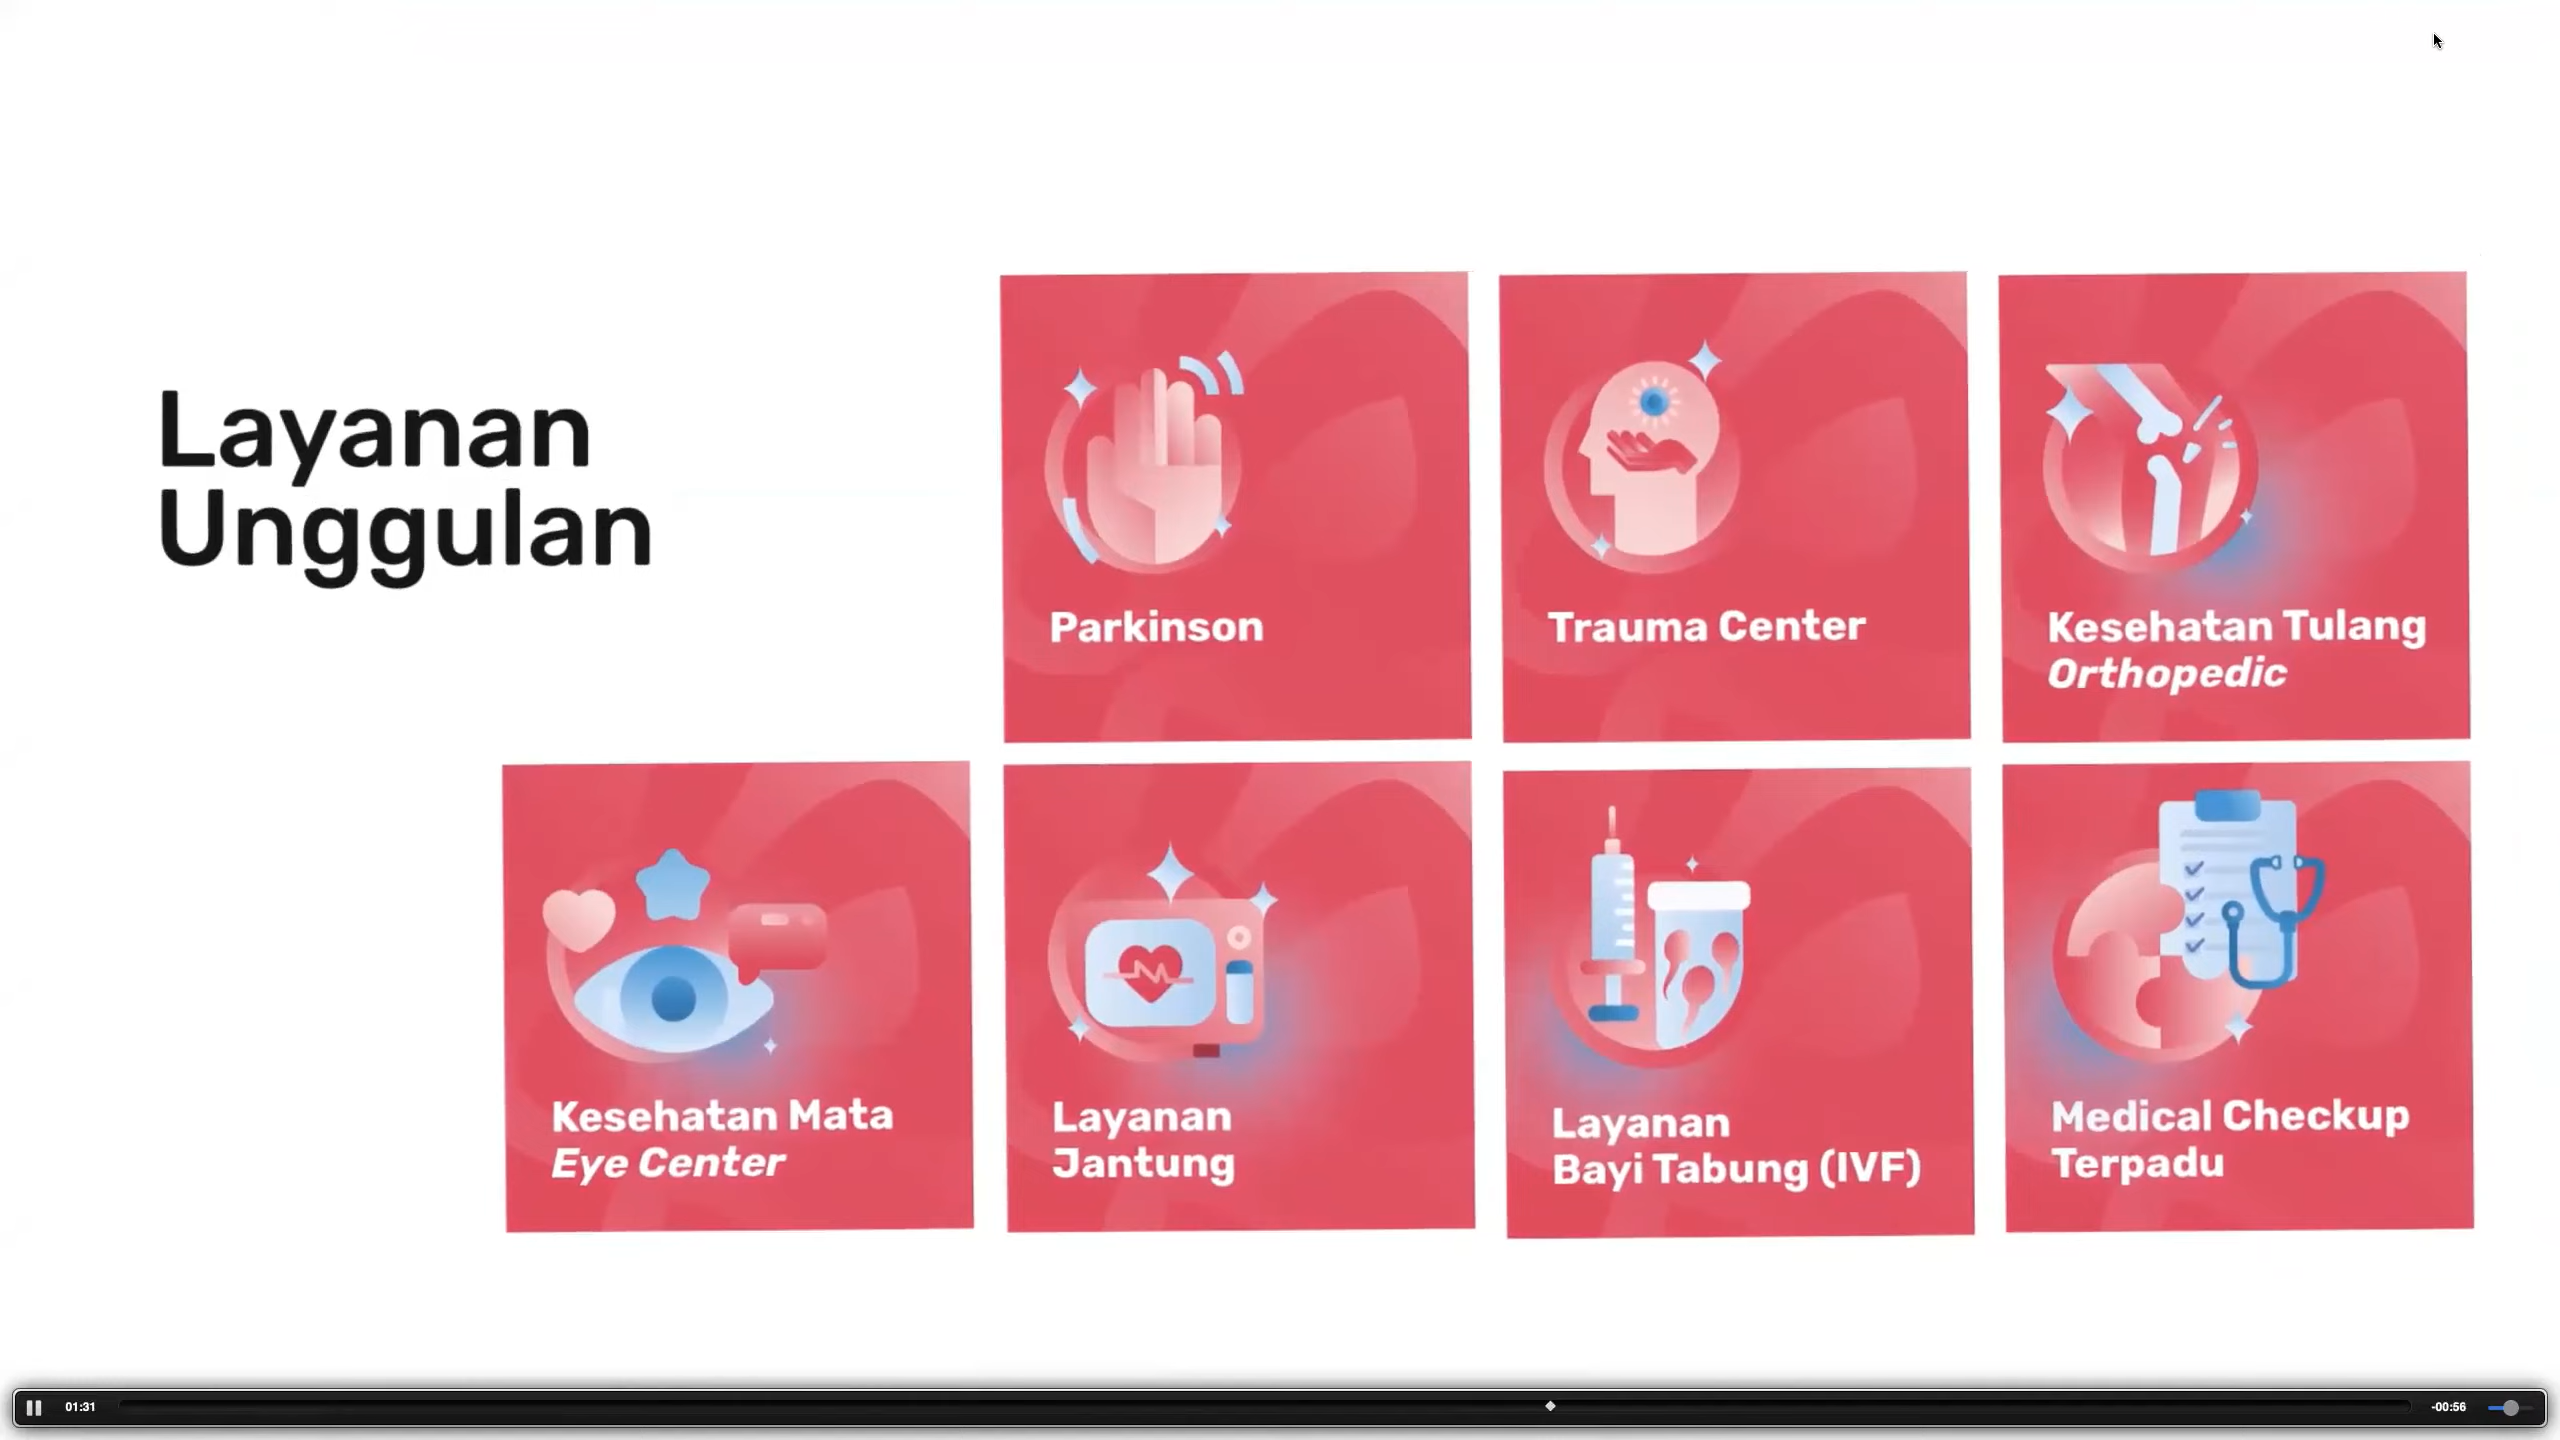 Layanan
Unggulan
Parkinson
Trauma Center
Kesehatan Tulang
Orthopedic
Kesehatan Mata
Eye Center
Layanan
Jantung
Layanan
Bayi Tabung (IVF)
Medical Checkup
Terpadu
01:31
-00:56